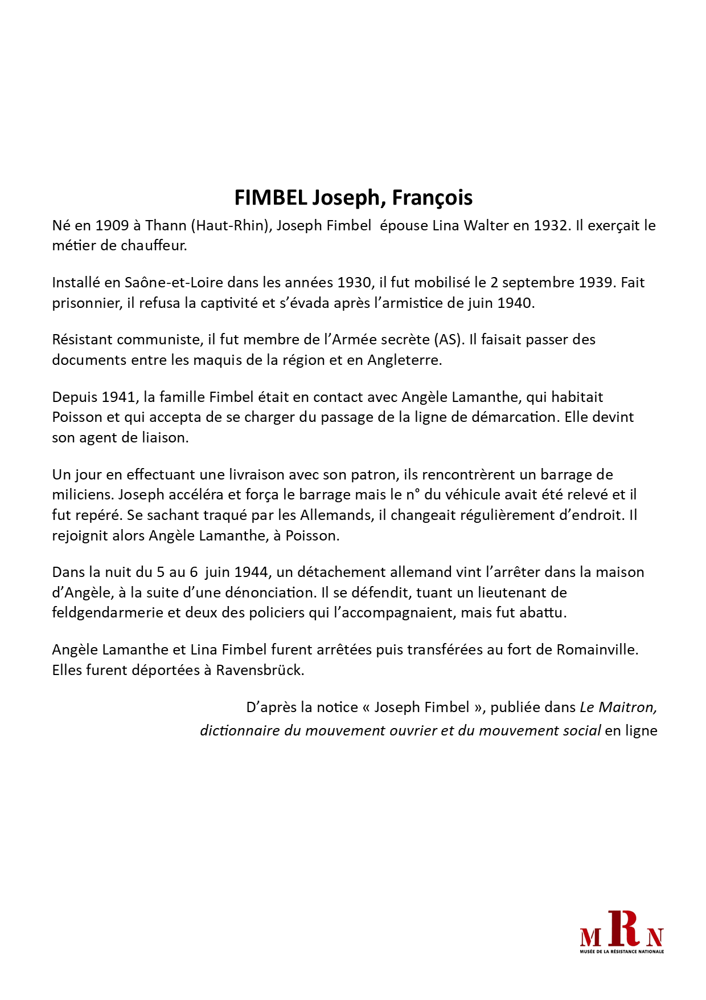 FIMBEL Joseph, François
Né en 1909 à Thann (Haut-Rhin), Joseph Fimbel  épouse Lina Walter en 1932. Il exerçait le
métier de chauffeur.
Installé en Saône-et-Loire dans les années 1930, il fut mobilisé le 2 septembre 1939. Fait
prisonnier, il refusa la captivité et s’évada après l’armistice de juin 1940.
Résistant communiste, il fut membre de l’Armée secrète (AS). Il faisait passer des
documents entre les maquis de la région et en Angleterre.
Depuis 1941, la famille Fimbel était en contact avec Angèle Lamanthe, qui habitait
Poisson et qui accepta de se charger du passage de la ligne de démarcation. Elle devint
son agent de liaison.
Un jour en effectuant une livraison avec son patron, ils rencontrèrent un barrage de
miliciens. Joseph accéléra et força le barrage mais le n° du véhicule avait été relevé et il
fut repéré. Se sachant traqué par les Allemands, il changeait régulièrement d’endroit. Il
rejoignit alors Angèle Lamanthe, à Poisson.
Dans la nuit du 5 au 6  juin 1944, un détachement allemand vint l’arrêter dans la maison
d’Angèle, à la suite d’une dénonciation. Il se défendit, tuant un lieutenant de
feldgendarmerie et deux des policiers qui l’accompagnaient, mais fut abattu.
Angèle Lamanthe et Lina Fimbel furent arrêtées puis transférées au fort de Romainville.
Elles furent déportées à Ravensbrück.
D’après la notice « Joseph Fimbel », publiée dans Le Maitron,
dictionnaire du mouvement ouvrier et du mouvement social en ligne
MRN
MUSÉE DE LA RÉSISTANCE NATIONALE